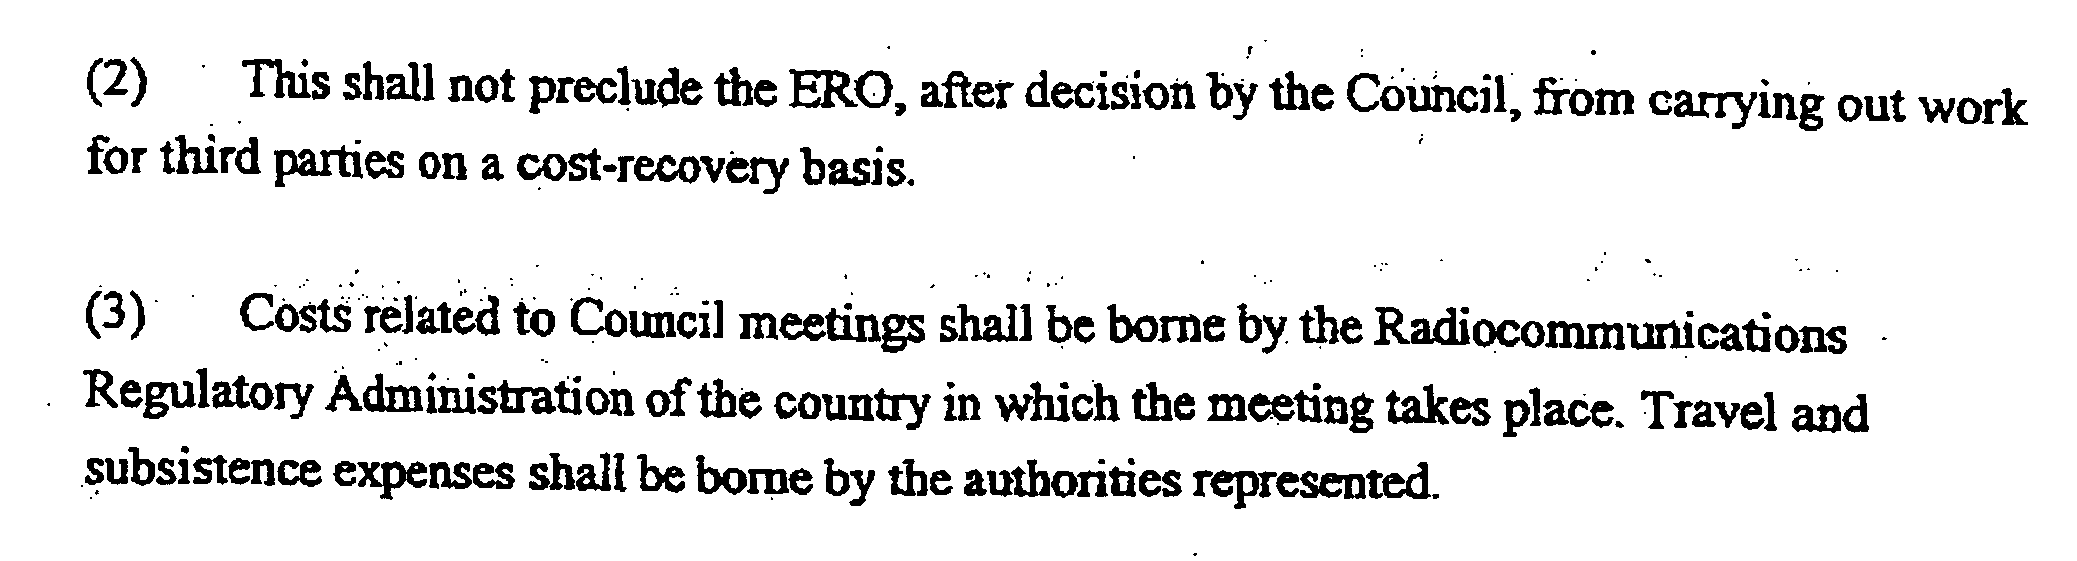 (2) This shall not preclude the ERO, after decision by the Council, from carrying out work
for third parties on a cost-recovery basis.
(3) Costs related to Council meetings shall be borne by the Radiocommunications
Regulatory Administration of the country in which the meeting takes place. Travel and
subsistence expenses shall be borne by the authorities represented.